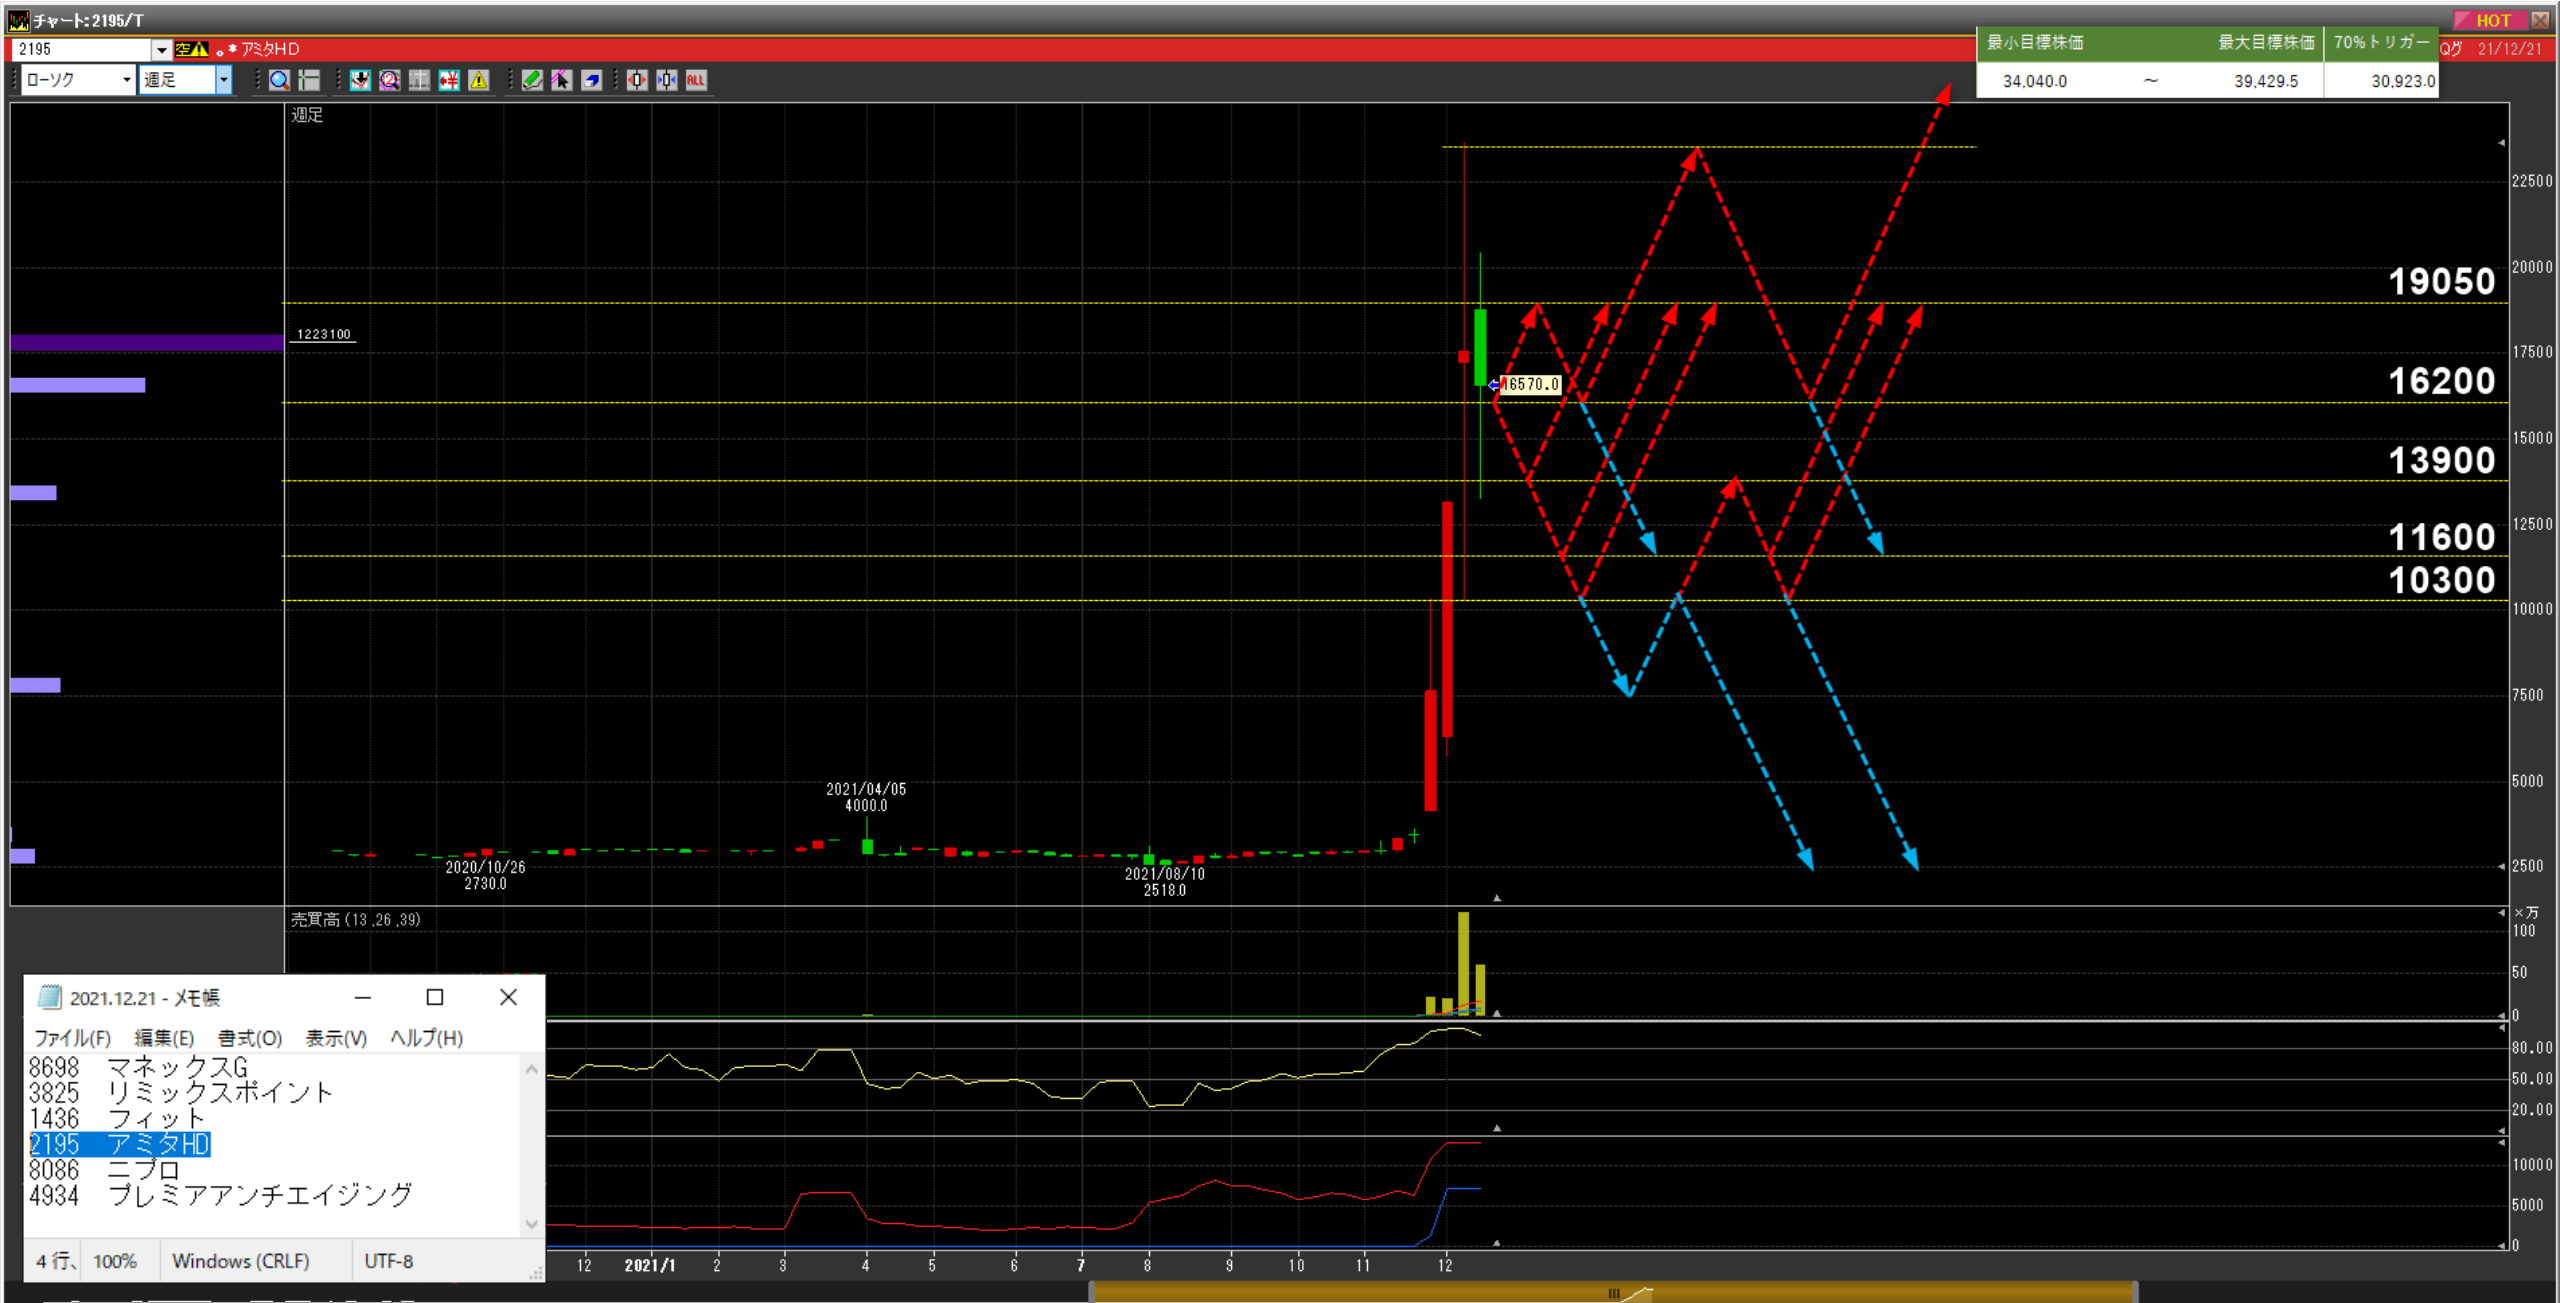 チャート:2195/T
HOT
2195 空 。* アミタHD
グ 21/12/21
最小目標株価 最大目標株価 70%トリガー
34,040.0 ～ 39,429.5 30,923.0
ローソク 週足
ALL
週足
22500
20000
19050
1223100
17500
16570.0
16200
15000
13900
12500
11600
10300
10000
7500
5000
2021/04/05
4000.0
2020/10/26
2730.0
2021/08/10
2518.0
2500
売買高(13,26,39)
×万
100
50
0
80.00
50.00
20.00
10000
5000
0
12 2021/1 2 3 4 5 6 7 8 9 10 11 12
2021.12.21 - メモ帳
ファイル(F) 編集(E) 書式(O) 表示(V) ヘルプ(H)
8698 マネックスG
3825 リミックスポイント
1436 フィット
2195 アミタHD
8086 ニプロ
4934 プレミアアンチエイジング
4 行、 100% Windows (CRLF) UTF-8